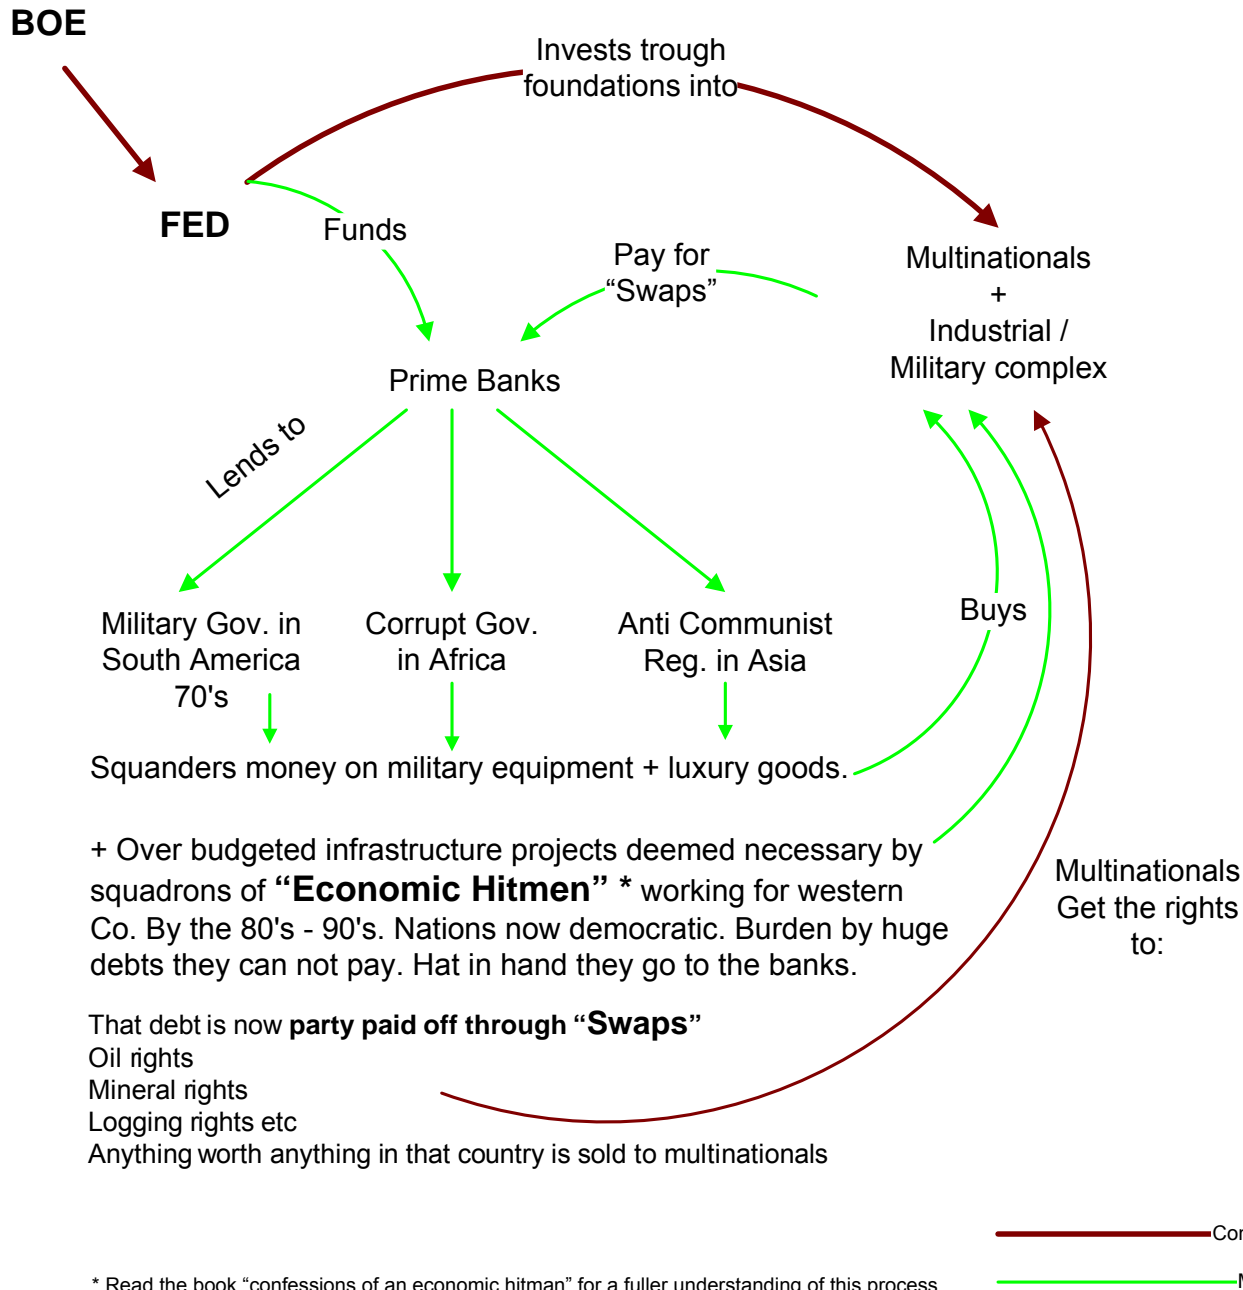 BOE
Invests trough
foundations into
FED
Funds
Pay for
“Swaps”
Multinationals
+
Industrial /
Military complex
Prime Banks
Lends to
Military Gov. in
South America
70's
Corrupt Gov.
in Africa
Anti Communist
Reg. in Asia
Buys
Squanders money on military equipment + luxury goods.
+ Over budgeted infrastructure projects deemed necessary by
squadrons of “Economic Hitmen” * working for western
Co. By the 80's - 90's. Nations now democratic. Burden by huge
debts they can not pay. Hat in hand they go to the banks.
Multinationals
Get the rights
to:
That debt is now party paid off through “Swaps”
Oil rights
Mineral rights
Logging rights etc
Anything worth anything in that country is sold to multinationals
* Read the book “confessions of an economic hitman” for a fuller understanding of this process